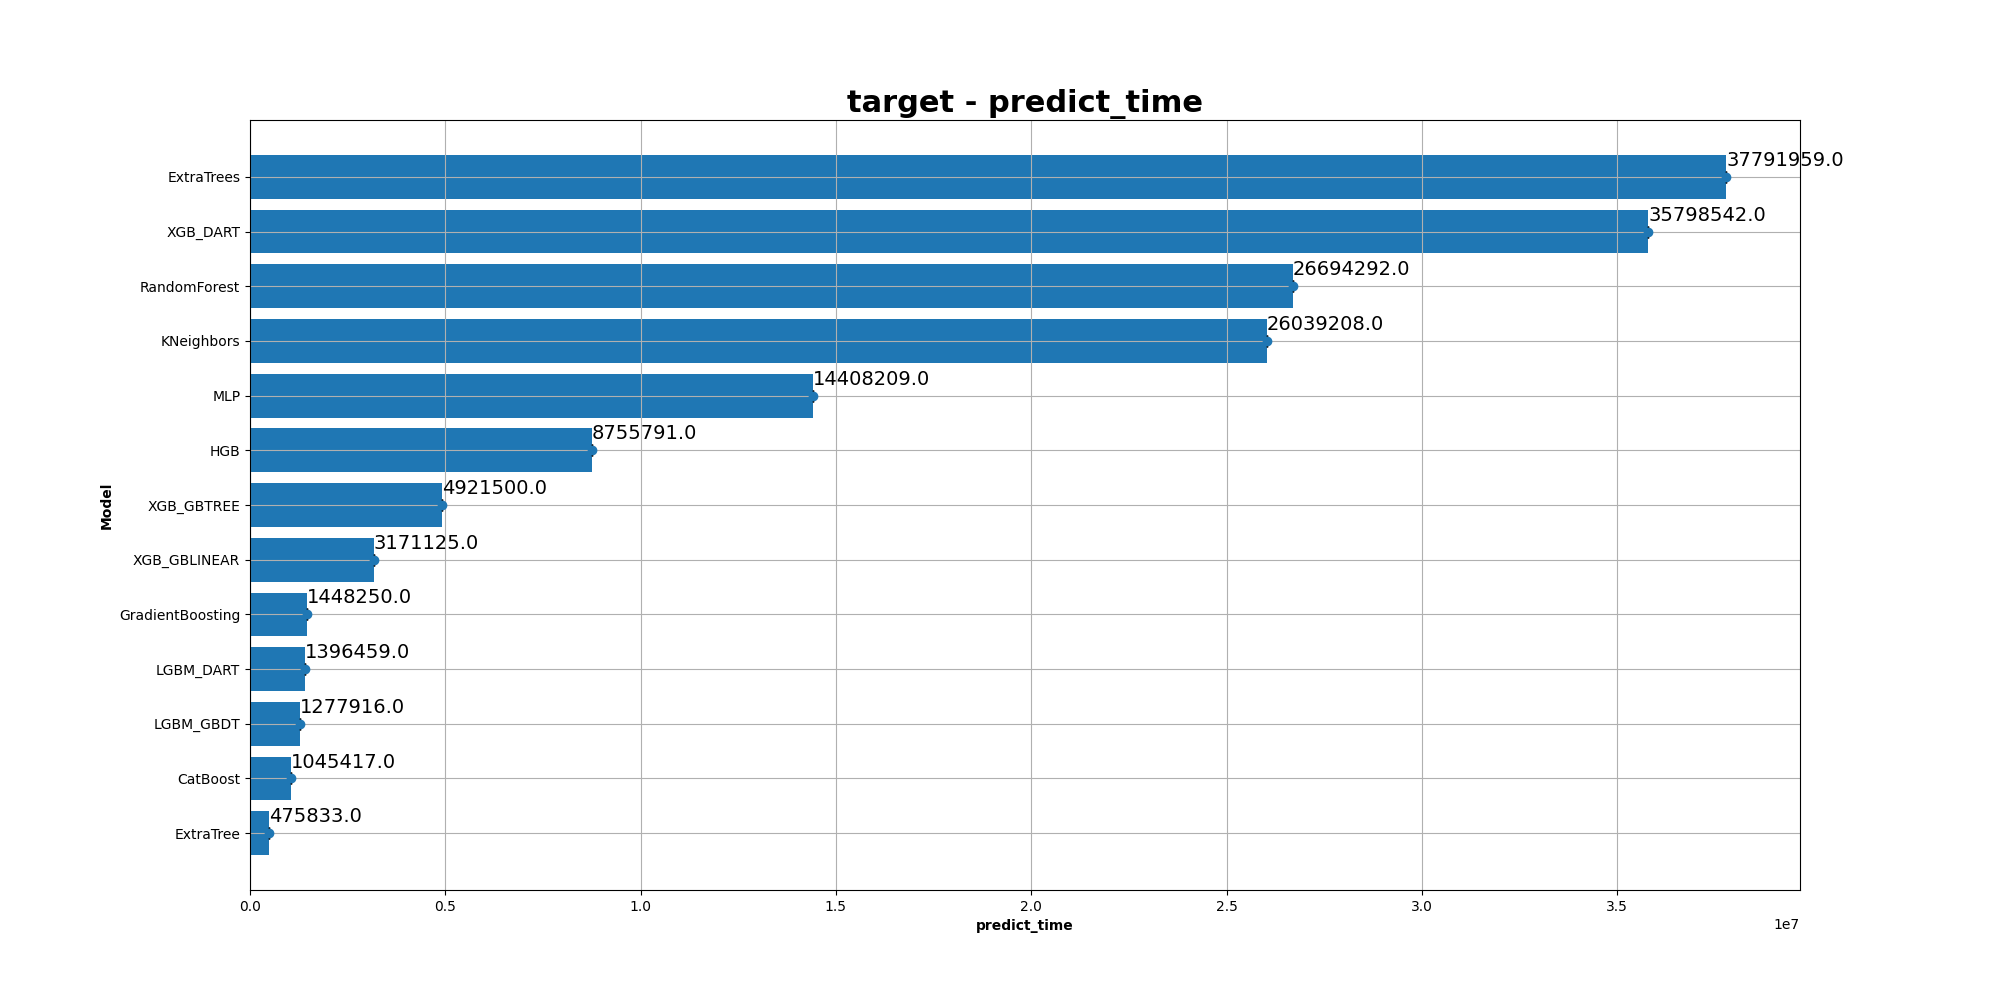 target - predict_time
ExtraTrees 37791959.0
XGB_DART 35798542.0
RandomForest 26694292.0
KNeighbors 26039208.0
MLP 14408209.0
HGB 8755791.0
Model
XGB_GBTREE 4921500.0
XGB_GBLINEAR 3171125.0
GradientBoosting 1448250.0
LGBM_DART 1396459.0
LGBM_GBDT 1277916.0
CatBoost 1045417.0
ExtraTree 475833.0
0.0 0.5 1.0 1.5 2.0 2.5 3.0 3.5
predict_time
1e7